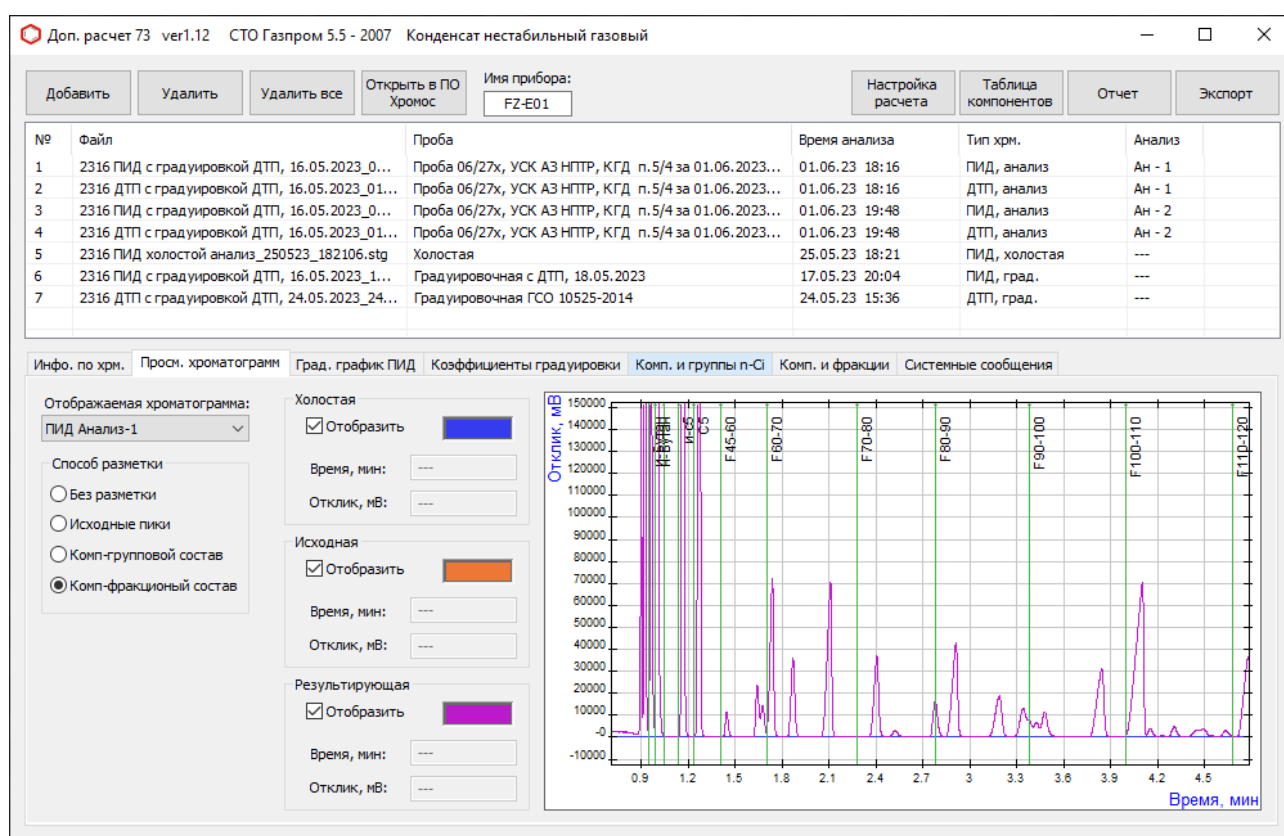 Доп. расчет 73 ver1.12 СТО Газпром 5.5 - 2007 Конденсат нестабильный газовый
Добавить Удалить Удалить все Открыть в ПО Хромос Имя прибора: FZ-E01 Настройка расчета Таблица компонентов Отчет Экспорт
№ Файл Проба Время анализа Тип хрм. Анализ
1 2316 ПИД с градуировкой ДТП, 16.05.2023_0... Проба 06/27х, УСК АЗ НПТР, КГД п.5/4 за 01.06.2023... 01.06.23 18:16 ПИД, анализ Ан - 1
2 2316 ДТП с градуировкой ДТП, 16.05.2023_01... Проба 06/27х, УСК АЗ НПТР, КГД п.5/4 за 01.06.2023... 01.06.23 18:16 ДТП, анализ Ан - 1
3 2316 ПИД с градуировкой ДТП, 16.05.2023_0... Проба 06/27х, УСК АЗ НПТР, КГД п.5/4 за 01.06.2023... 01.06.23 19:48 ПИД, анализ Ан - 2
4 2316 ДТП с градуировкой ДТП, 16.05.2023_01... Проба 06/27х, УСК АЗ НПТР, КГД п.5/4 за 01.06.2023... 01.06.23 19:48 ДТП, анализ Ан - 2
5 2316 ПИД холостой анализ_250523_182106.stg Холостая 25.05.23 18:21 ПИД, холостая ---
6 2316 ПИД с градуировкой ДТП, 16.05.2023_1... Градуировочная с ДТП, 18.05.2023 17.05.23 20:04 ПИД, град. ---
7 2316 ДТП с градуировкой ДТП, 24.05.2023_24... Градуировочная ГСО 10525-2014 24.05.23 15:36 ДТП, град. ---
Инфо. по хрм. Просм. хроматограмм Град. график ПИД Коэффициенты градуировки Комп. и группы n-Ci Комп. и фракции Системные сообщения
Отображаемая хроматограмма:
ПИД Анализ-1
Способ разметки
Без разметки
Исходные пики
Комп-групповой состав
Комп-фракционый состав
Холостая
Отобразить
Время, мин: ---
Отклик, мВ: ---
Исходная
Отобразить
Время, мин: ---
Отклик, мВ: ---
Результирующая
Отобразить
Время, мин: ---
Отклик, мВ: ---
Отклик, мВ
150000
140000
130000
120000
110000
100000
90000
80000
70000
60000
50000
40000
30000
20000
10000
-0
-10000
и-Бутан
н-Бутан
и-с5
С5
F 45-60
F 60-70
F 70-80
F 80-90
F 90-100
F 100-110
F 110-120
0.9 1.2 1.5 1.8 2.1 2.4 2.7 3 3.3 3.6 3.9 4.2 4.5
Время, мин